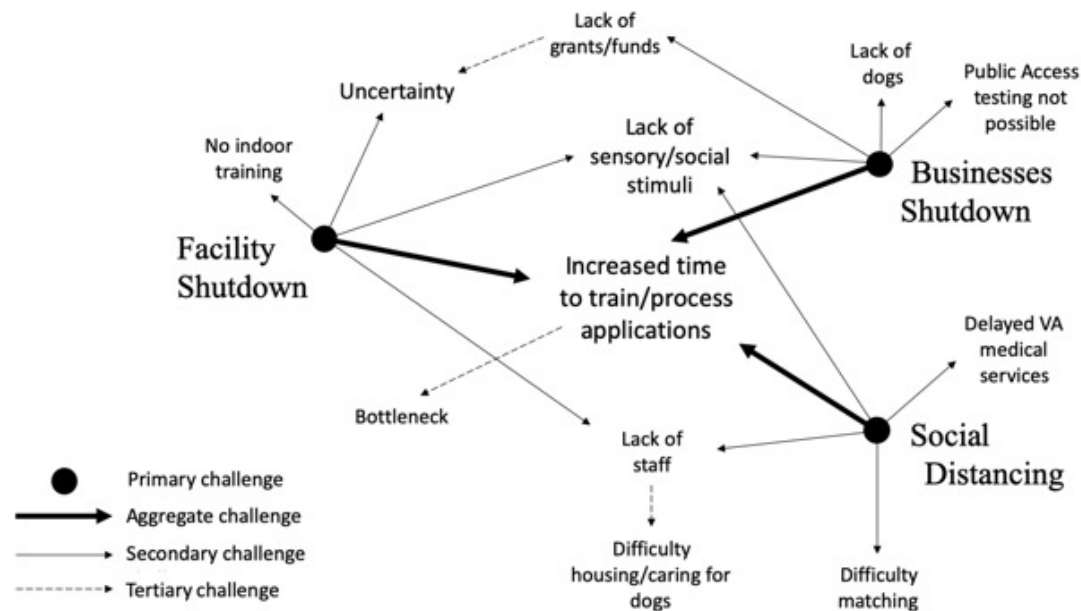 Lack of
grants/funds
Lack of
dogs
Public Access
testing not
possible
Uncertainty
Lack of
sensory/social
stimuli
No indoor
training
Businesses
Shutdown
Facility
Shutdown
Increased time
to train/process
applications
Delayed VA
medical
services
Bottleneck
Lack of
staff
Social
Distancing
Difficulty
housing/caring for
dogs
Difficulty
matching
Primary challenge
Aggregate challenge
Secondary challenge
Tertiary challenge